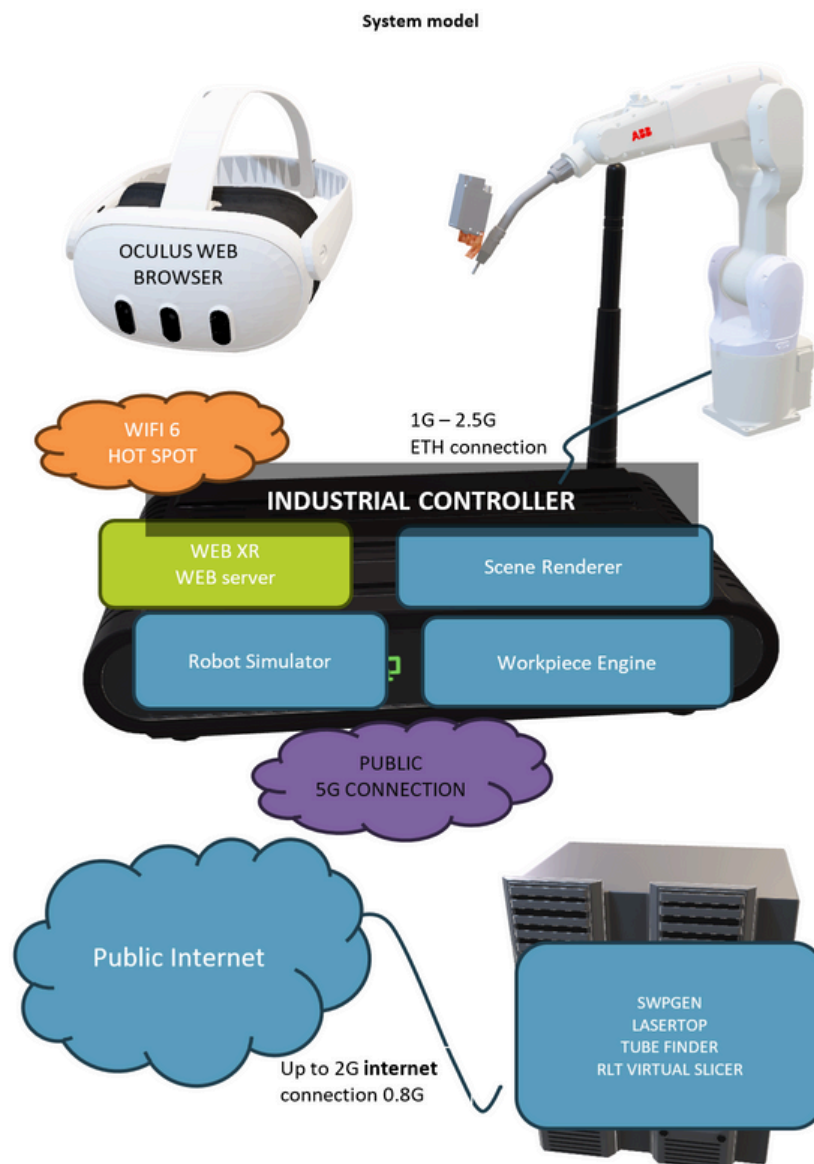 System model
ABB
OCULUS WEB
BROWSER
WIFI 6
HOT SPOT
1G – 2.5G
ETH connection
INDUSTRIAL CONTROLLER
WEB XR
WEB server
Scene Renderer
Robot Simulator
Workpiece Engine
PUBLIC
5G CONNECTION
Public Internet
SWPGEN
LASERTOP
TUBE FINDER
RLT VIRTUAL SLICER
Up to 2G internet
connection 0.8G